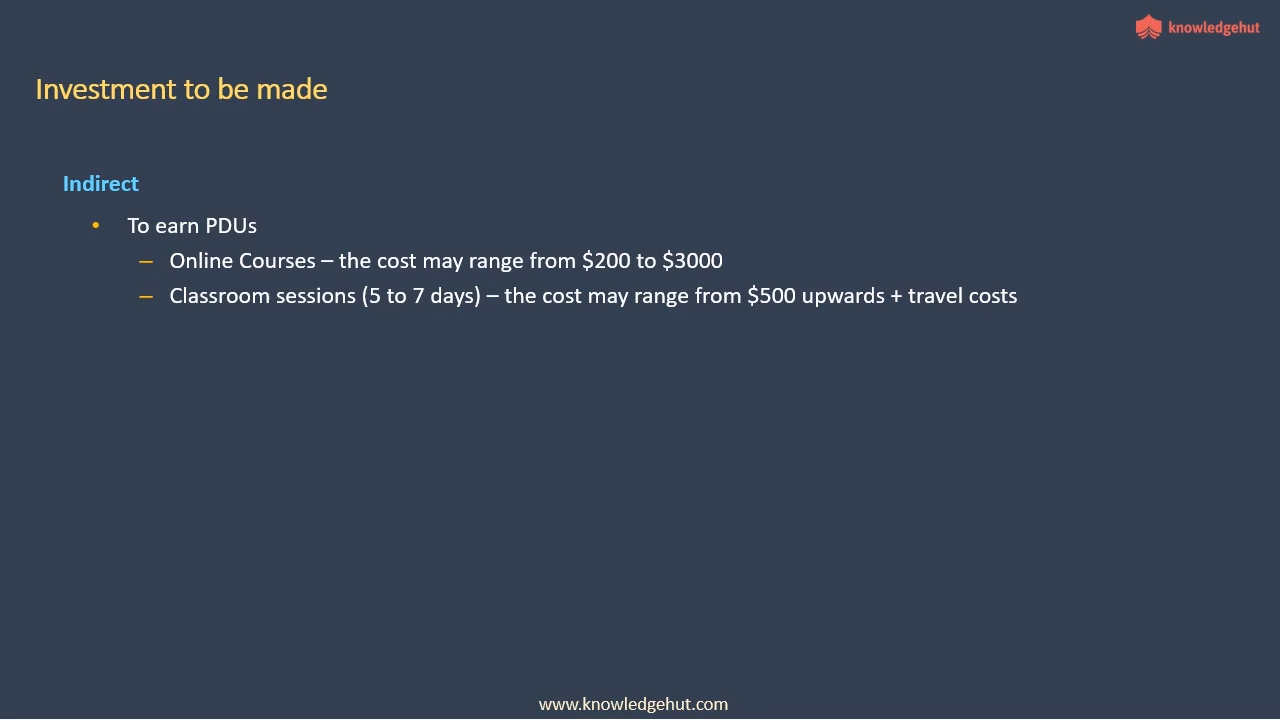 knowledgehut
Investment to be made
Indirect
• To earn PDUs
– Online Courses – the cost may range from $200 to $3000
– Classroom sessions (5 to 7 days) – the cost may range from $500 upwards + travel costs
www.knowledgehut.com